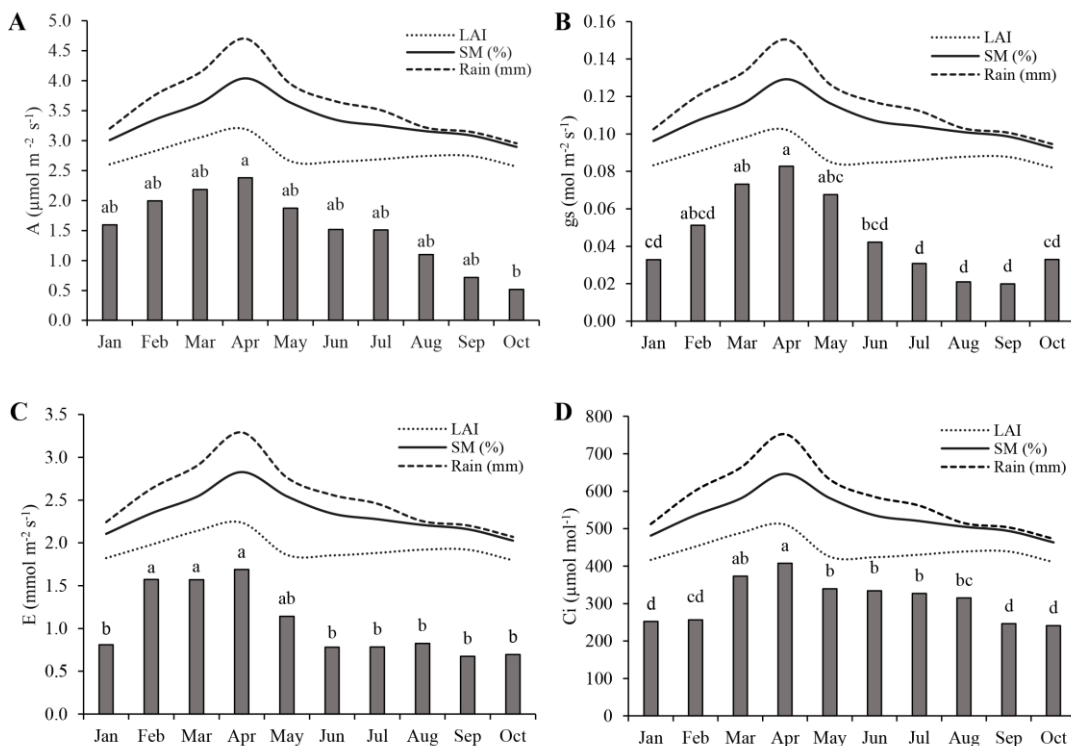 A
A (µmol m⁻² s⁻¹)
5.0
4.5
4.0
3.5
3.0
2.5
2.0
1.5
1.0
0.5
0.0
LAI
SM (%)
Rain (mm)
ab ab ab a ab ab ab ab ab b
Jan Feb Mar Apr May Jun Jul Aug Sep Oct
B
gs (mol m⁻² s⁻¹)
0.16
0.14
0.12
0.10
0.08
0.06
0.04
0.02
0.00
LAI
SM (%)
Rain (mm)
cd abcd ab a abc bcd d d d cd
Jan Feb Mar Apr May Jun Jul Aug Sep Oct
C
E (mmol m⁻² s⁻¹)
3.5
3.0
2.5
2.0
1.5
1.0
0.5
0.0
LAI
SM (%)
Rain (mm)
b a a a ab b b b b b
Jan Feb Mar Apr May Jun Jul Aug Sep Oct
D
Ci (µmol mol⁻¹)
800
700
600
500
400
300
200
100
0
LAI
SM (%)
Rain (mm)
d cd ab a b b b bc d d
Jan Feb Mar Apr May Jun Jul Aug Sep Oct